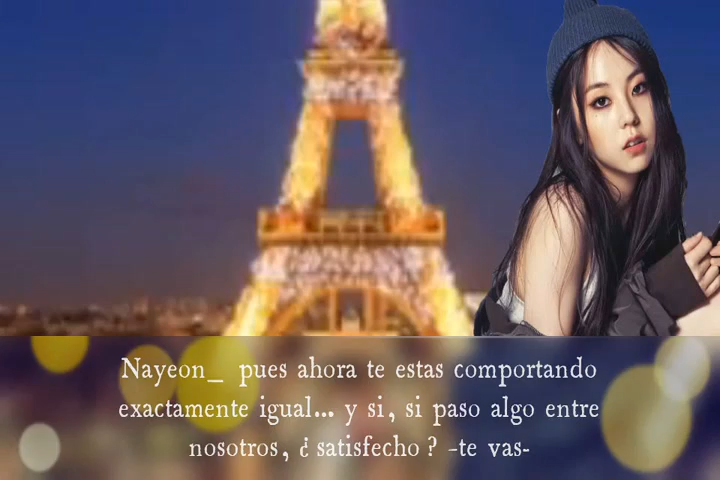 Nayeon_ pues ahora te estas comportando
exactamente igual... y si, si paso algo entre
nosotros, ¿ satisfecho ? -te vas-